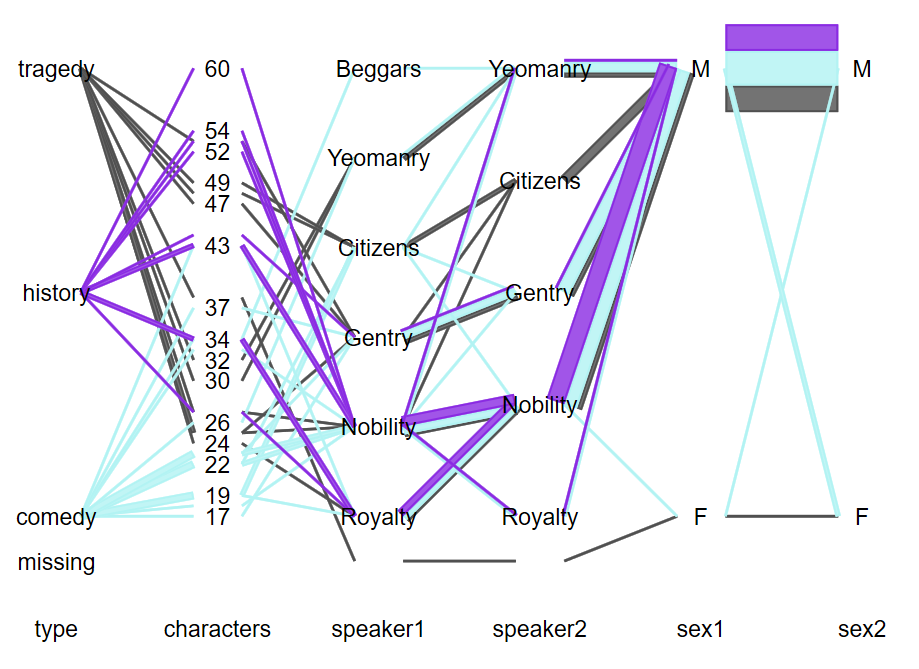 tragedy 60 Beggars Yeomanry M M
54
52
Yeomanry
49 Citizens
47
43 Citizens
history Gentry
37
34 Gentry
32
30
Nobility
26 Nobility
24
22
19
comedy 17 Royalty Royalty F F
missing
type characters speaker1 speaker2 sex1 sex2